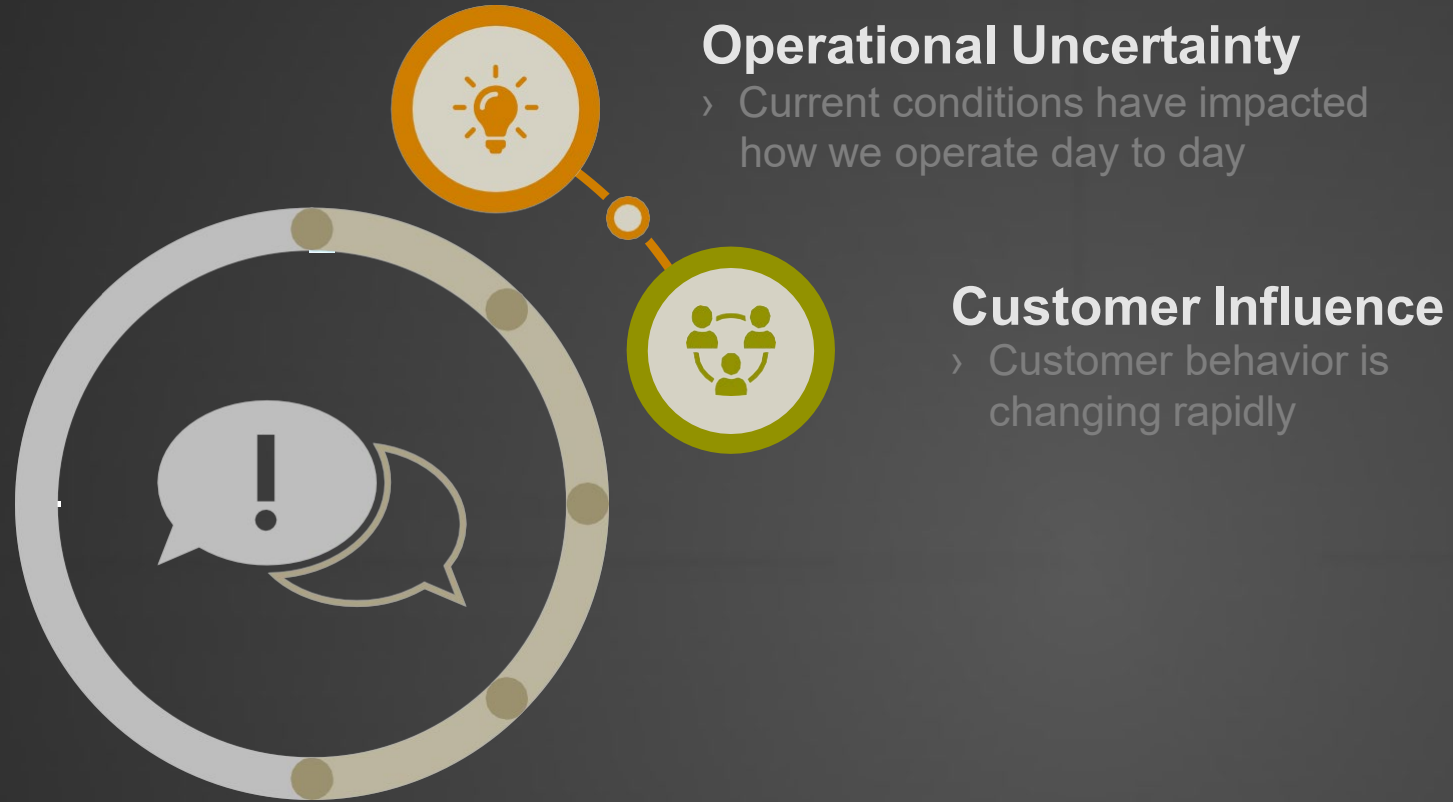 Operational Uncertainty
› Current conditions have impacted
how we operate day to day
Customer Influence
› Customer behavior is
changing rapidly
!